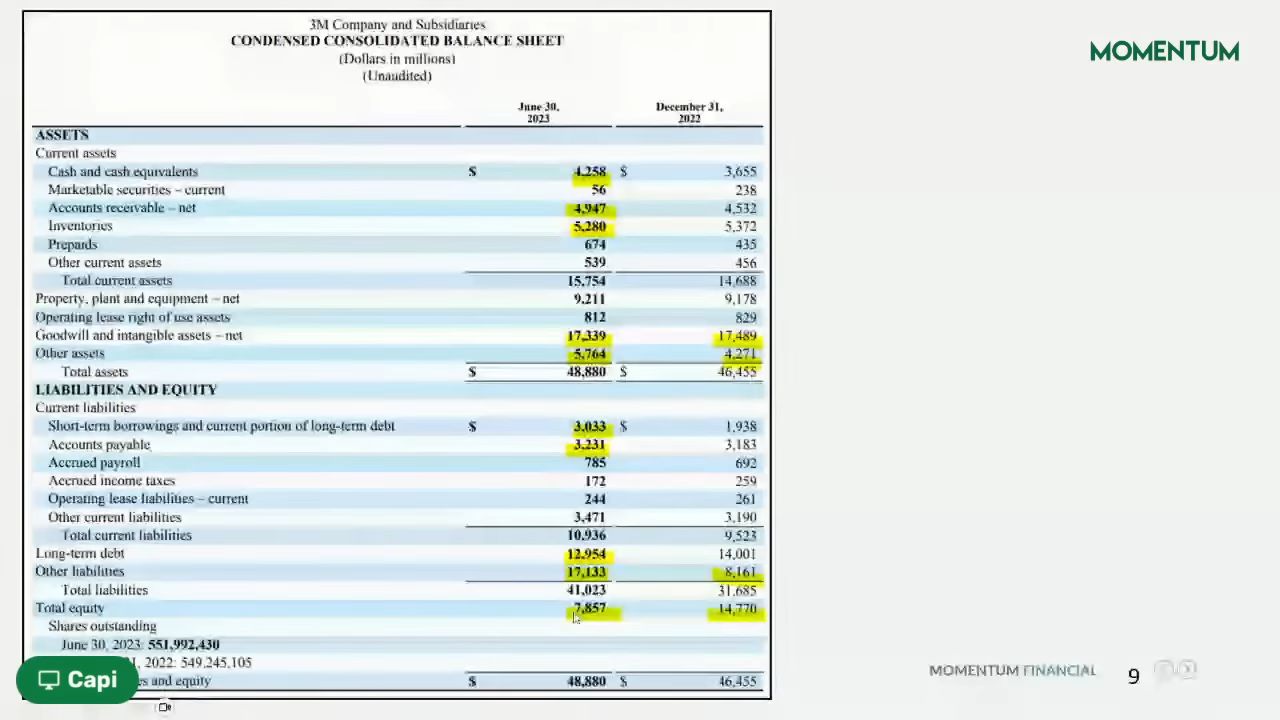 3M Company and Subsidiaries
CONDENSED CONSOLIDATED BALANCE SHEET
(Dollars in millions)
(Unaudited)
MOMENTUM
June 30, December 31,
2023 2022
ASSETS
Current assets
Cash and cash equivalents $ 4,258 $ 3,655
Marketable securities – current 56 238
Accounts receivable – net 4,947 4,532
Inventories 5,280 5,372
Prepaids 674 435
Other current assets 539 456
Total current assets 15,754 14,688
Property, plant and equipment – net 9,211 9,178
Operating lease right of use assets 812 829
Goodwill and intangible assets – net 17,339 17,489
Other assets 5,764 4,271
Total assets $ 48,880 $ 46,455
LIABILITIES AND EQUITY
Current liabilities
Short-term borrowings and current portion of long-term debt $ 3,033 $ 1,938
Accounts payable 3,231 3,183
Accrued payroll 785 692
Accrued income taxes 172 259
Operating lease liabilities – current 244 261
Other current liabilities 3,471 3,190
Total current liabilities 10,936 9,523
Long-term debt 12,954 14,001
Other liabilities 17,133 8,161
Total liabilities 41,023 31,685
Total equity 7,857 14,770
Shares outstanding
June 30, 2023: 551,992,430
1, 2022: 549,245,105
es and equity $ 48,880 $ 46,455
Capi
MOMENTUM FINANCIAL 9